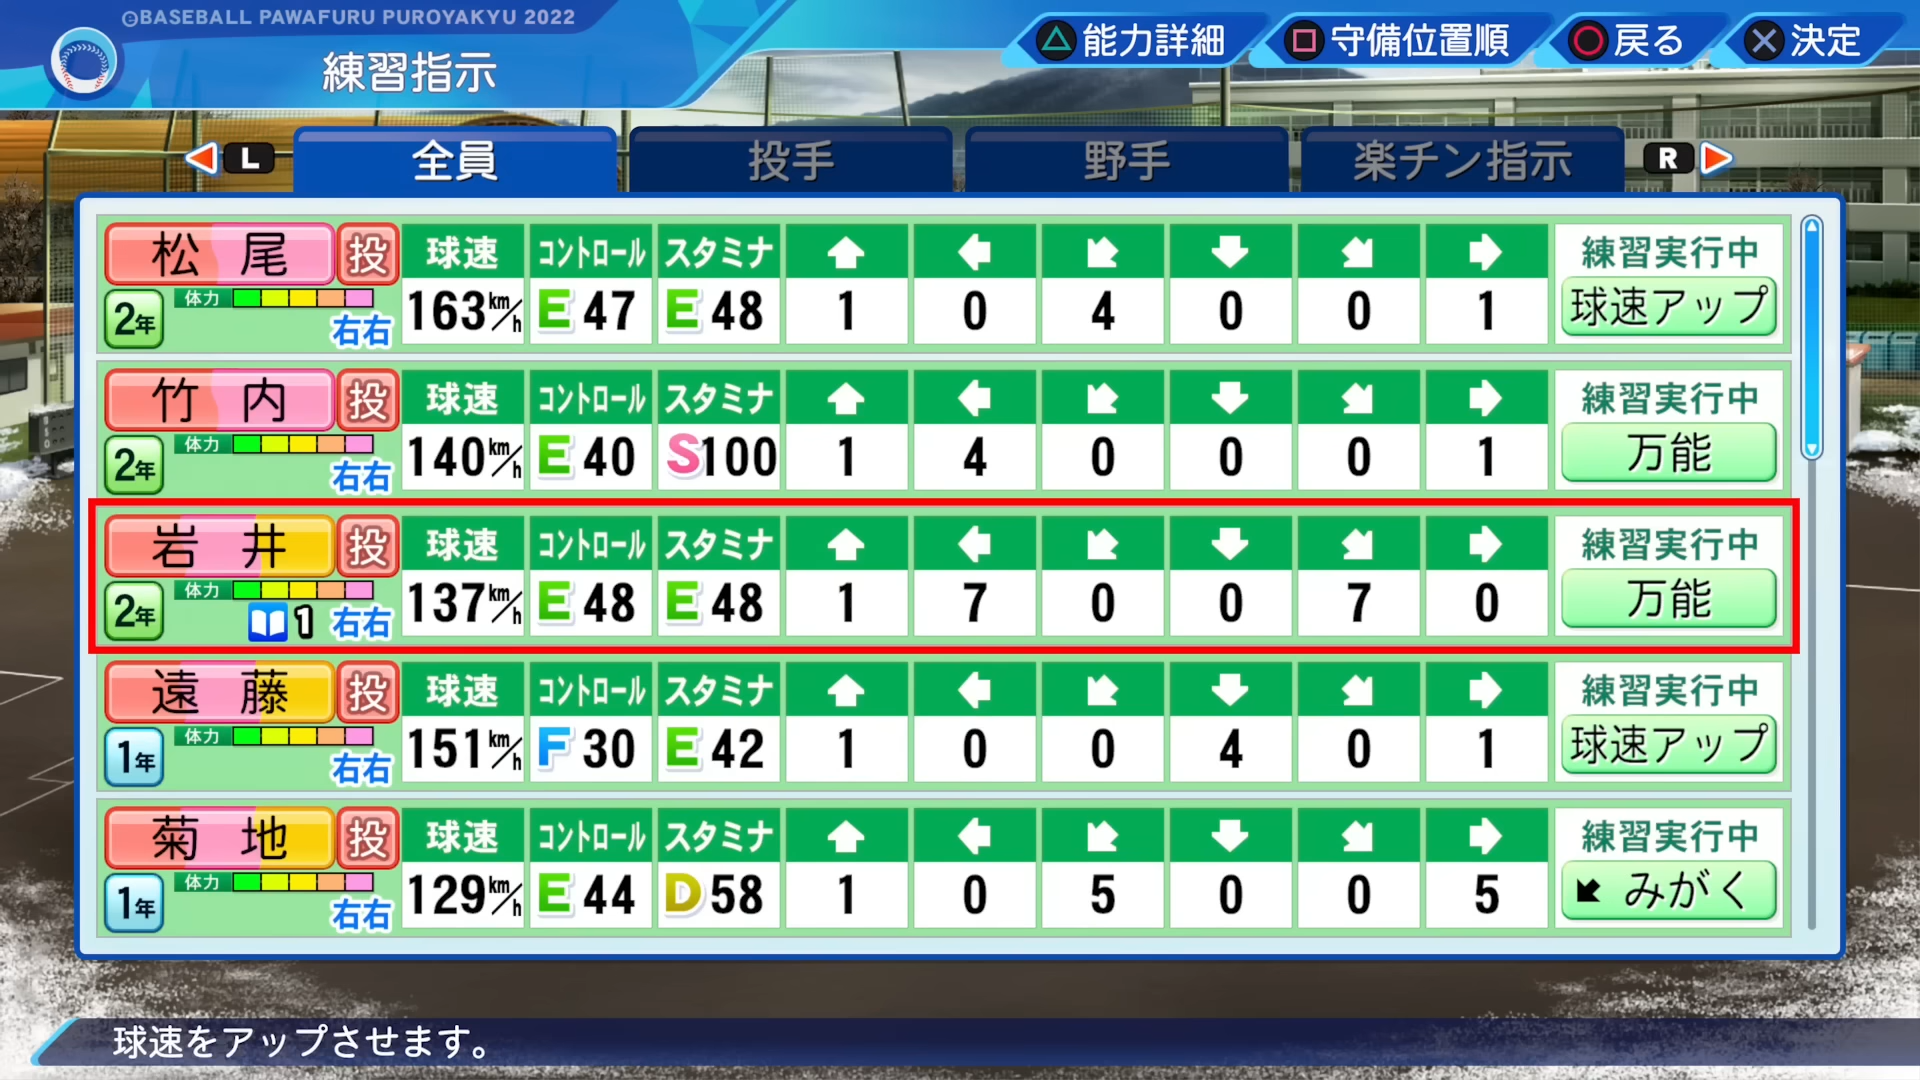 ©BASEBALL PAWAFURU PUROYAKYU 2022
練習指示
能力詳細 守備位置順 戻る 決定
L 全員 投手 野手 楽チン指示 R
松尾 投 球速 コントロール スタミナ 練習実行中
2年 体力 右右 163km/h E 47 E 48 1 0 4 0 0 1 球速アップ
竹内 投 球速 コントロール スタミナ 練習実行中
2年 体力 右右 140km/h E 40 S 100 1 4 0 0 0 1 万能
岩井 投 球速 コントロール スタミナ 練習実行中
2年 体力 1 右右 137km/h E 48 E 48 1 7 0 0 7 0 万能
遠藤 投 球速 コントロール スタミナ 練習実行中
1年 体力 右右 151km/h F 30 E 42 1 0 0 4 0 1 球速アップ
菊地 投 球速 コントロール スタミナ 練習実行中
1年 体力 右右 129km/h E 44 D 58 1 0 5 0 0 5 みがく
球速をアップさせます。